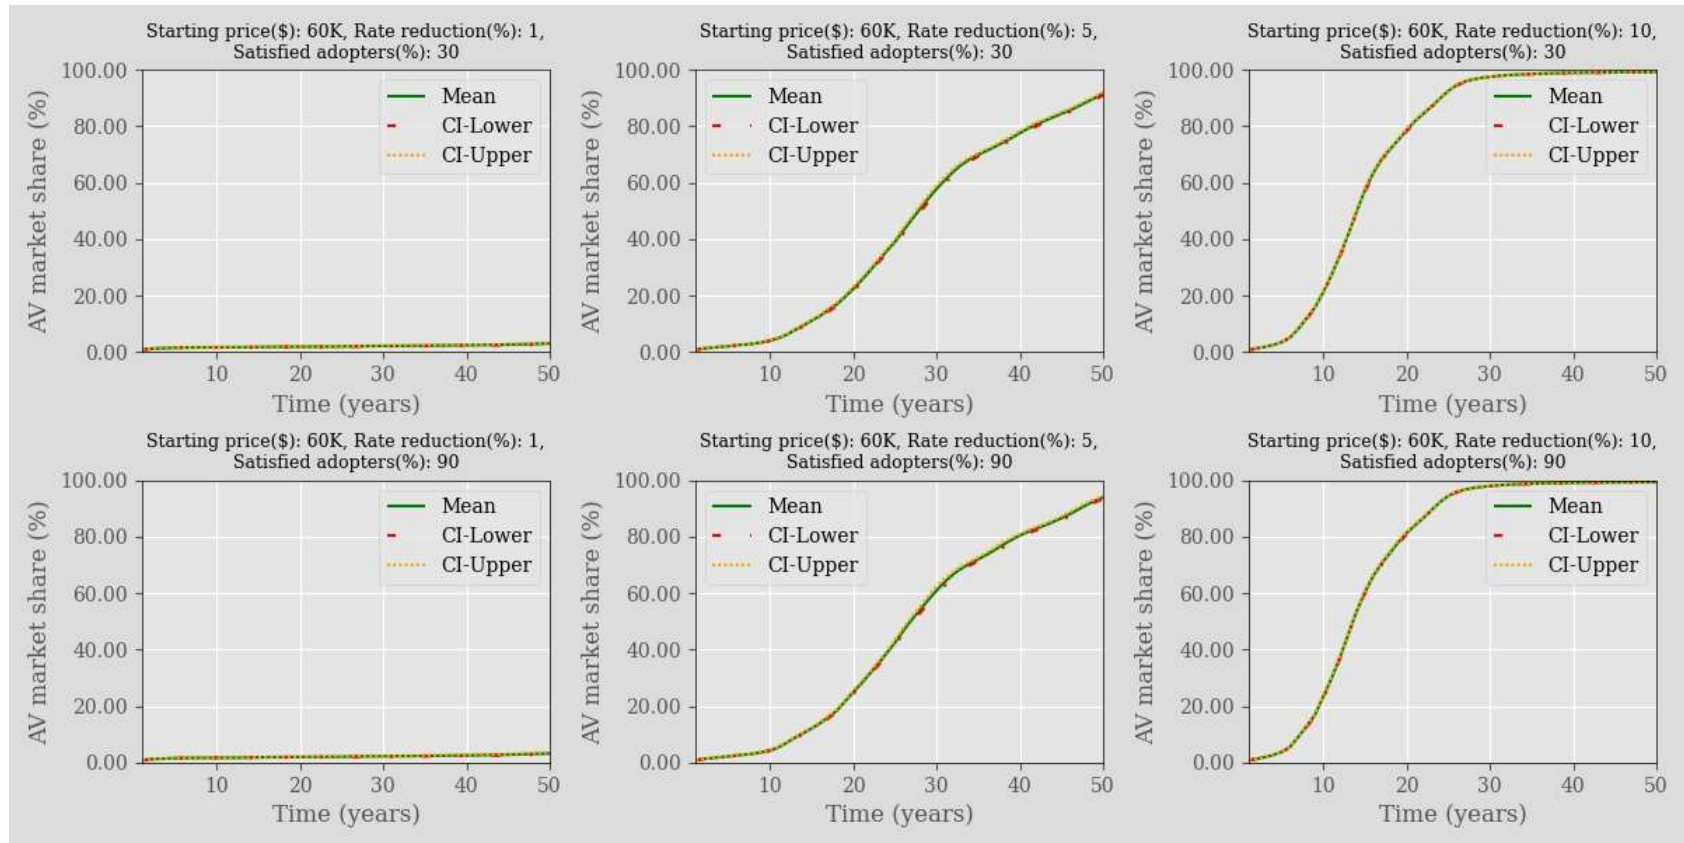 Starting price($): 60K, Rate reduction(%): 1,
Satisfied adopters(%): 30
100.00
80.00
60.00
40.00
20.00
0.00
AV market share (%)
Mean
CI-Lower
CI-Upper
10 20 30 40 50
Time (years)
Starting price($): 60K, Rate reduction(%): 5,
Satisfied adopters(%): 30
100.00
80.00
60.00
40.00
20.00
0.00
AV market share (%)
Mean
CI-Lower
CI-Upper
10 20 30 40 50
Time (years)
Starting price($): 60K, Rate reduction(%): 10,
Satisfied adopters(%): 30
100.00
80.00
60.00
40.00
20.00
0.00
AV market share (%)
Mean
CI-Lower
CI-Upper
10 20 30 40 50
Time (years)
Starting price($): 60K, Rate reduction(%): 1,
Satisfied adopters(%): 90
100.00
80.00
60.00
40.00
20.00
0.00
AV market share (%)
Mean
CI-Lower
CI-Upper
10 20 30 40 50
Time (years)
Starting price($): 60K, Rate reduction(%): 5,
Satisfied adopters(%): 90
100.00
80.00
60.00
40.00
20.00
0.00
AV market share (%)
Mean
CI-Lower
CI-Upper
10 20 30 40 50
Time (years)
Starting price($): 60K, Rate reduction(%): 10,
Satisfied adopters(%): 90
100.00
80.00
60.00
40.00
20.00
0.00
AV market share (%)
Mean
CI-Lower
CI-Upper
10 20 30 40 50
Time (years)